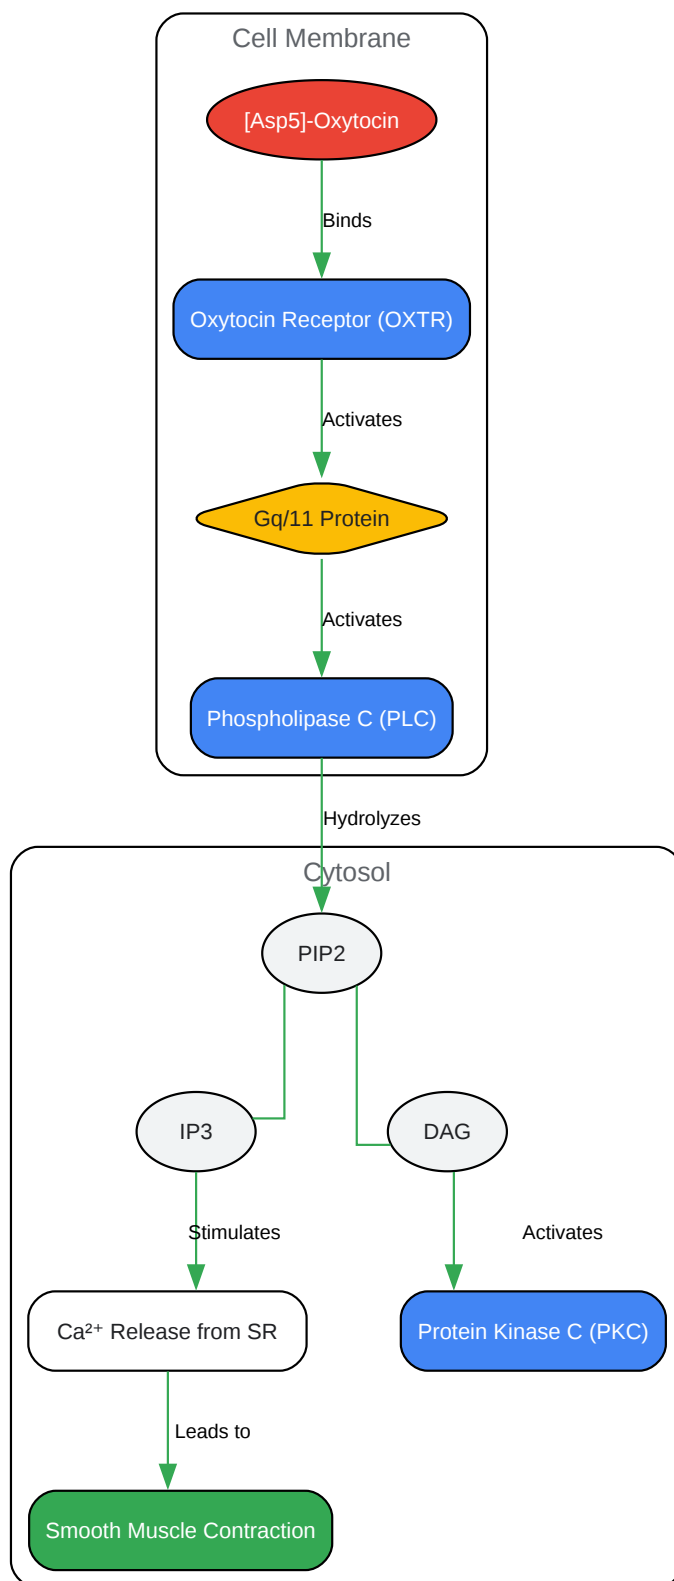 Cell Membrane
[Asp5]-Oxytocin
Binds
Oxytocin Receptor (OXTR)
Activates
Gq/11 Protein
Activates
Phospholipase C (PLC)
Hydrolyzes
Cytosol
PIP2
IP3
DAG
Stimulates
Activates
Ca²⁺ Release from SR
Protein Kinase C (PKC)
Leads to
Smooth Muscle Contraction